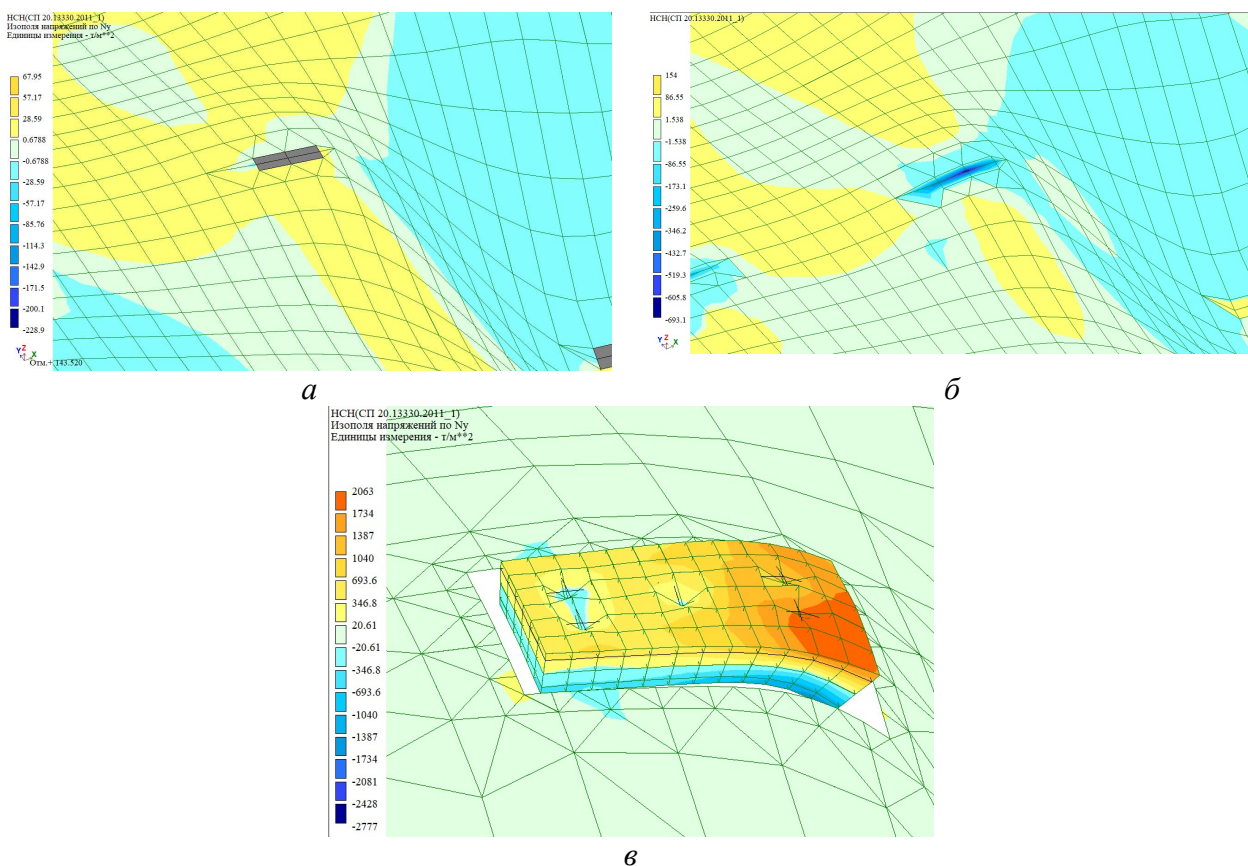 НСН(СП 20.13330.2011_1)
Изополя напряжений по Ny
Единицы измерения - т/м**2
67.95
57.17
28.59
0.6788
-0.6788
-28.59
-57.17
-85.76
-114.3
-142.9
-171.5
-200.1
-228.9
Z
Y X
Отм.+ 143.520
а
НСН(СП 20.13330.2011_1)
154
86.55
1.538
-1.538
-86.55
-173.1
-259.6
-346.2
-432.7
-519.3
-605.8
-693.1
Z
Y X
б
НСН(СП 20.13330.2011_1)
Изополя напряжений по Ny
Единицы измерения - т/м**2
2063
1734
1387
1040
693.6
346.8
20.61
-20.61
-346.8
-693.6
-1040
-1387
-1734
-2081
-2428
-2777
в